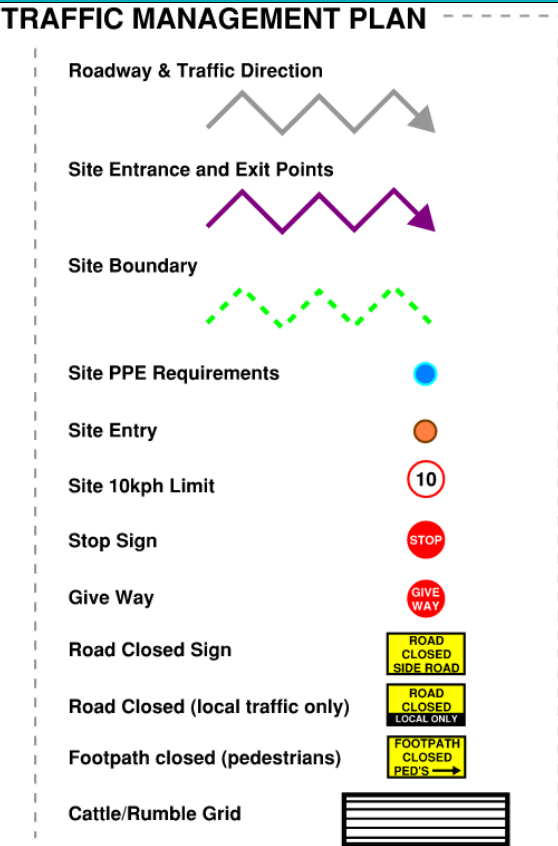 TRAFFIC MANAGEMENT PLAN
Roadway & Traffic Direction
Site Entrance and Exit Points
Site Boundary
Site PPE Requirements
Site Entry
Site 10kph Limit
10
Stop Sign
STOP
Give Way
GIVE
WAY
Road Closed Sign
ROAD
CLOSED
SIDE ROAD
Road Closed (local traffic only)
ROAD
CLOSED
LOCAL ONLY
Footpath closed (pedestrians)
FOOTPATH
CLOSED
PED'S
Cattle/Rumble Grid